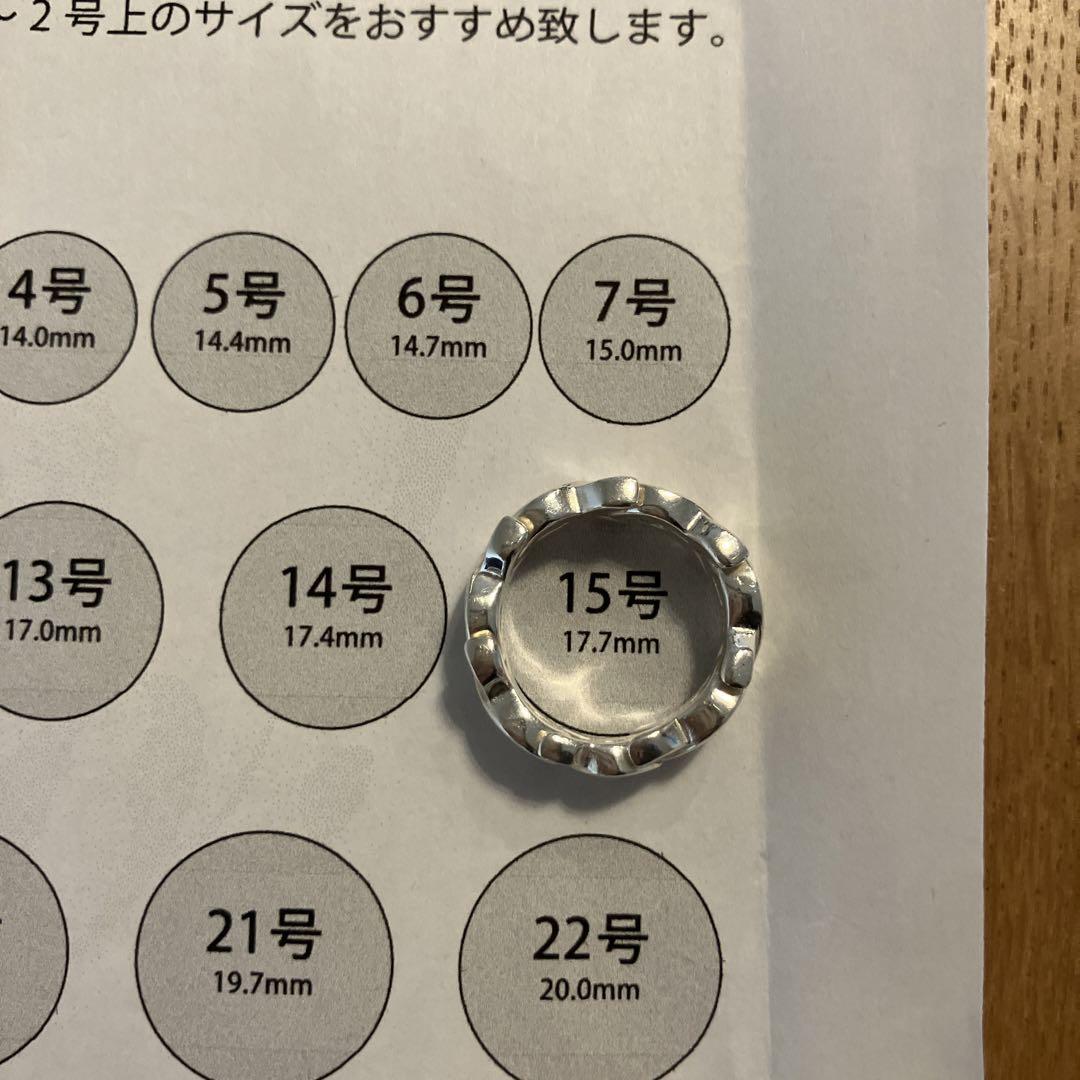 ～2号上のサイズをおすすめ致します。
4号
14.0mm
5号
14.4mm
6号
14.7mm
7号
15.0mm
13号
17.0mm
14号
17.4mm
15号
17.7mm
21号
19.7mm
22号
20.0mm